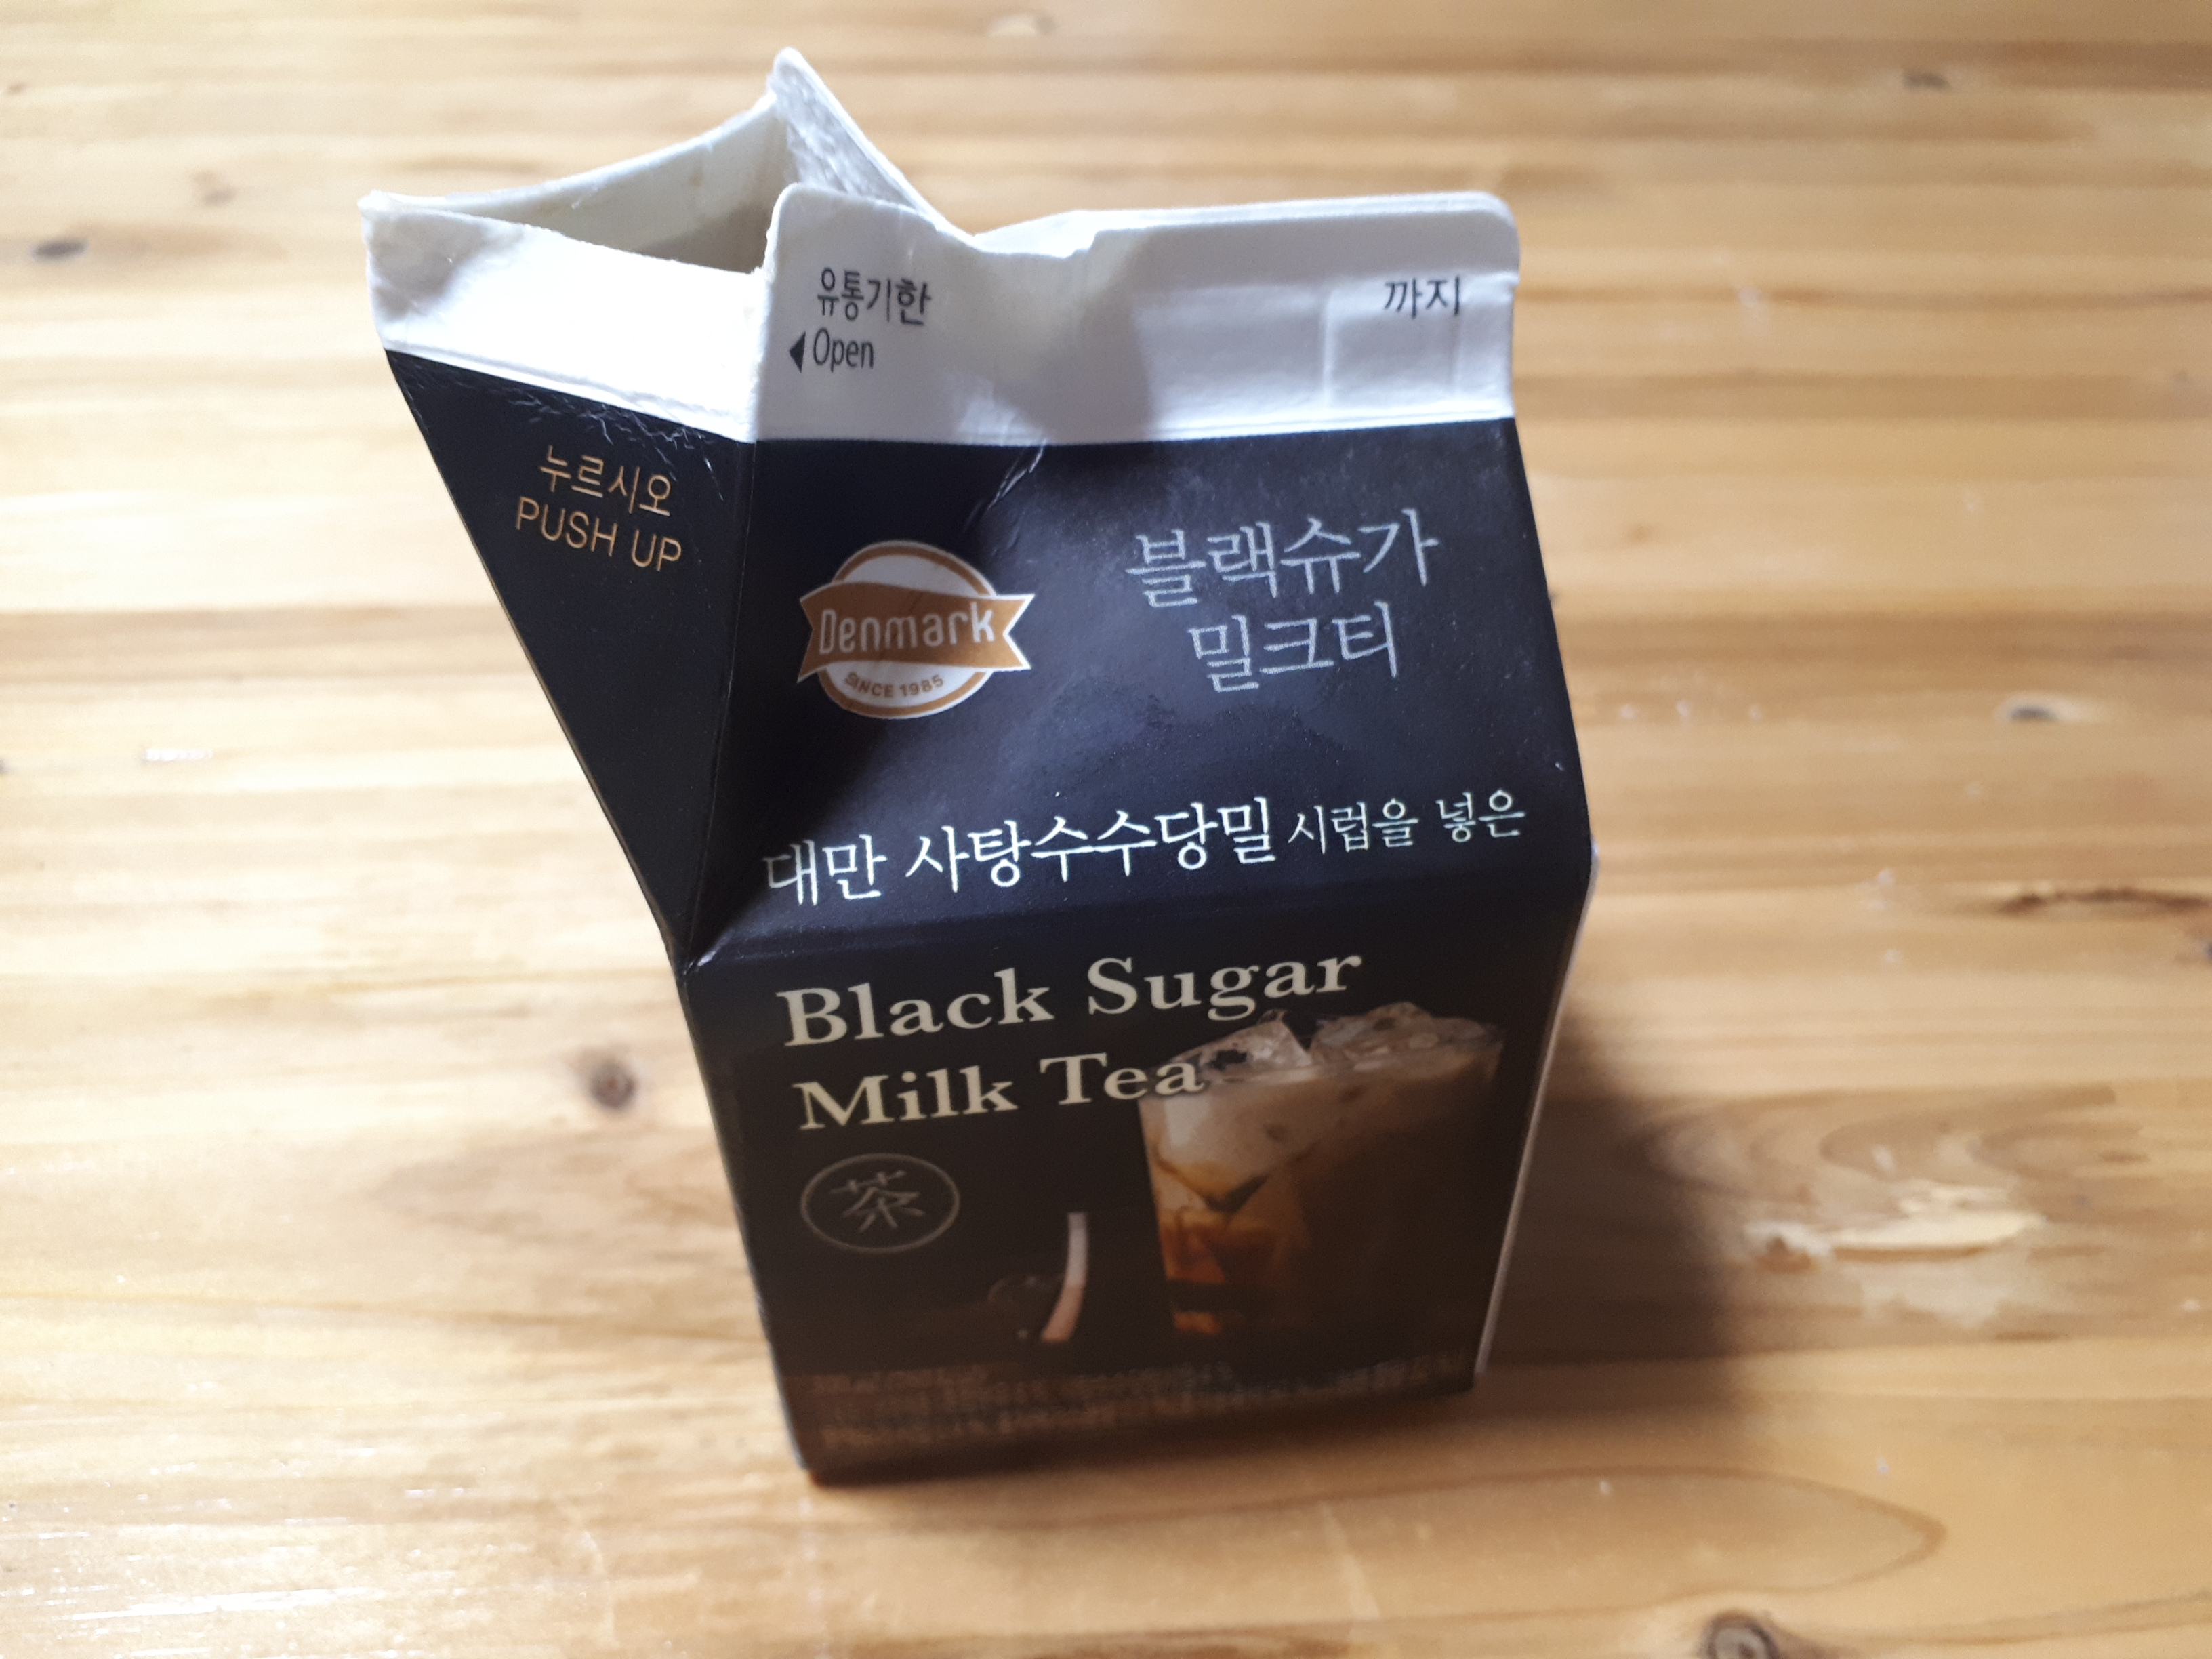 유통기한
까지
◀Open
누르시오
PUSH UP
Denmark
SINCE 1985
블랙슈가
밀크티
대만 사탕수수당밀 시럽을 넣은
Black Sugar
Milk Tea
茶